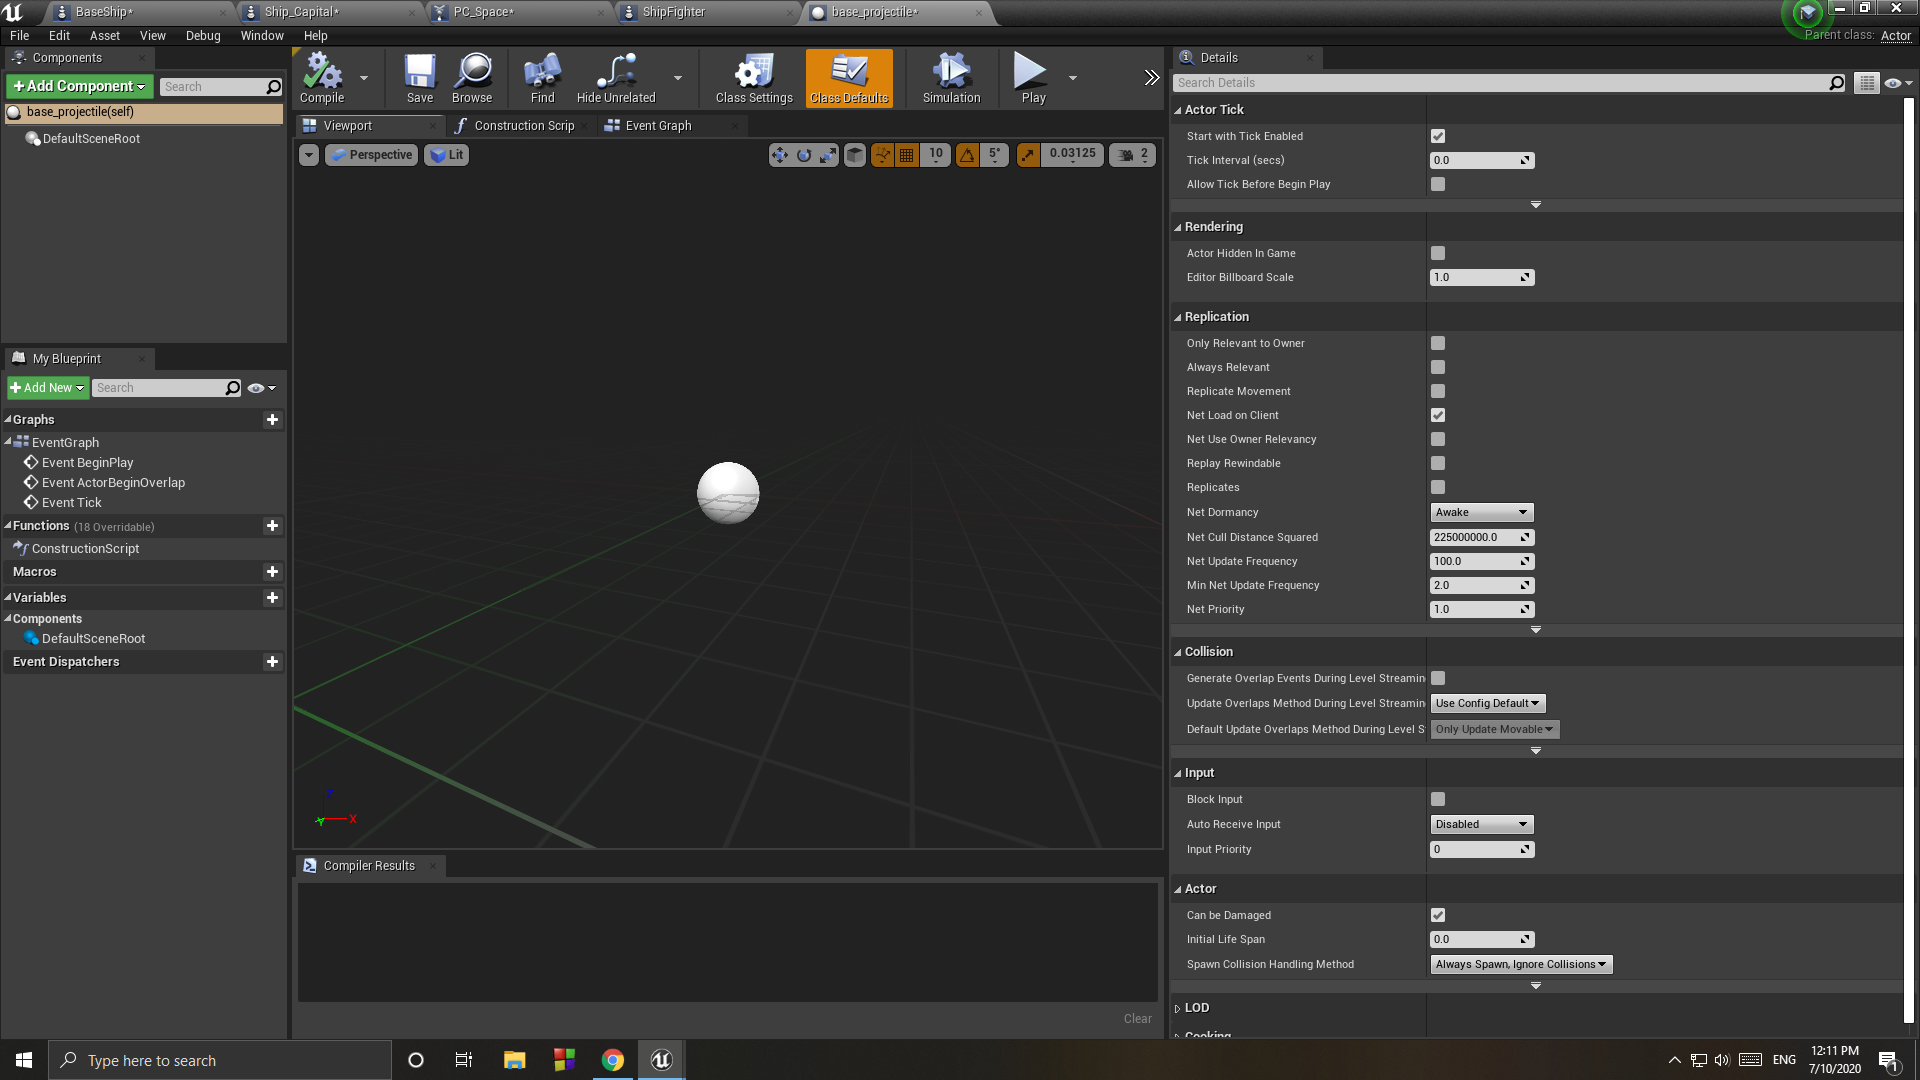 BaseShip*
Ship_Capital*
PC_Space*
ShipFighter
base_projectile*
File Edit Asset View Debug Window Help
Parent class: Actor
Components
+Add Component
Search
base_projectile(self)
DefaultSceneRoot
My Blueprint
+Add New
Search
Graphs
EventGraph
Event BeginPlay
Event ActorBeginOverlap
Event Tick
Functions (18 Overridable)
ConstructionScript
Macros
Variables
Components
DefaultSceneRoot
Event Dispatchers
Compile
Save
Browse
Find
Hide Unrelated
Class Settings
Class Defaults
Simulation
Play
Viewport
Construction Scrip
Event Graph
Perspective
Lit
10
5°
0.03125
2
Z
X
Y
Compiler Results
Clear
Details
Search Details
Actor Tick
Start with Tick Enabled
Tick Interval (secs) 0.0
Allow Tick Before Begin Play
Rendering
Actor Hidden In Game
Editor Billboard Scale 1.0
Replication
Only Relevant to Owner
Always Relevant
Replicate Movement
Net Load on Client
Net Use Owner Relevancy
Replay Rewindable
Replicates
Net Dormancy Awake
Net Cull Distance Squared 225000000.0
Net Update Frequency 100.0
Min Net Update Frequency 2.0
Net Priority 1.0
Collision
Generate Overlap Events During Level Streamin
Update Overlaps Method During Level Streamin Use Config Default
Default Update Overlaps Method During Level S Only Update Movable
Input
Block Input
Auto Receive Input Disabled
Input Priority 0
Actor
Can be Damaged
Initial Life Span 0.0
Spawn Collision Handling Method Always Spawn, Ignore Collisions
LOD
Cooking
Type here to search
ENG
12:11 PM
7/10/2020
1